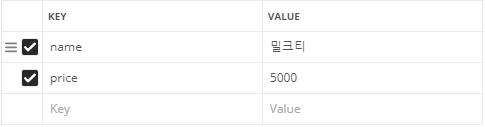 KEY VALUE
name 밀크티
price 5000
Key Value